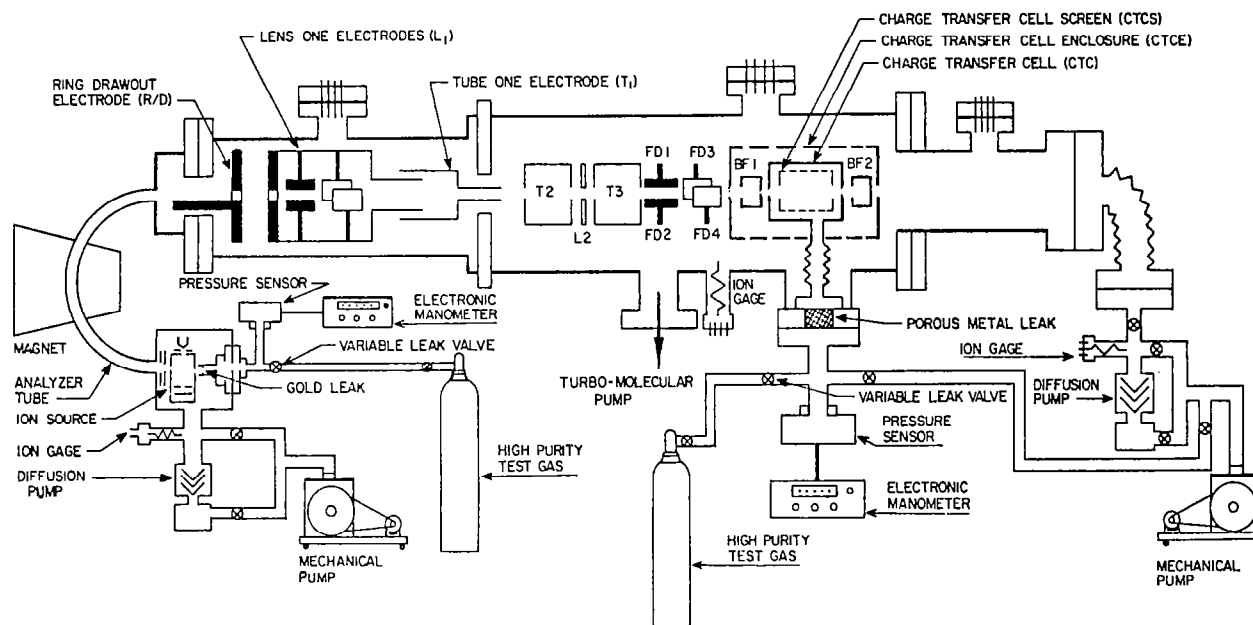 CHARGE TRANSFER CELL SCREEN (CTCS)
CHARGE TRANSFER CELL ENCLOSURE (CTCE)
CHARGE TRANSFER CELL (CTC)
LENS ONE ELECTRODES (L1)
TUBE ONE ELECTRODE (T1)
RING DRAWOUT
ELECTRODE (R/D)
FD1
FD3
BF1
BF2
T2
T3
L2
FD2
FD4
PRESSURE SENSOR
ELECTRONIC
MANOMETER
ION
GAGE
POROUS METAL LEAK
MAGNET
VARIABLE LEAK VALVE
ION GAGE
ANALYZER
TUBE
GOLD LEAK
TURBO-MOLECULAR
PUMP
DIFFUSION
PUMP
VARIABLE LEAK VALVE
ION SOURCE
PRESSURE
SENSOR
ION GAGE
HIGH PURITY
TEST GAS
DIFFUSION
PUMP
ELECTRONIC
MANOMETER
HIGH PURITY
TEST GAS
MECHANICAL
PUMP
MECHANICAL
PUMP